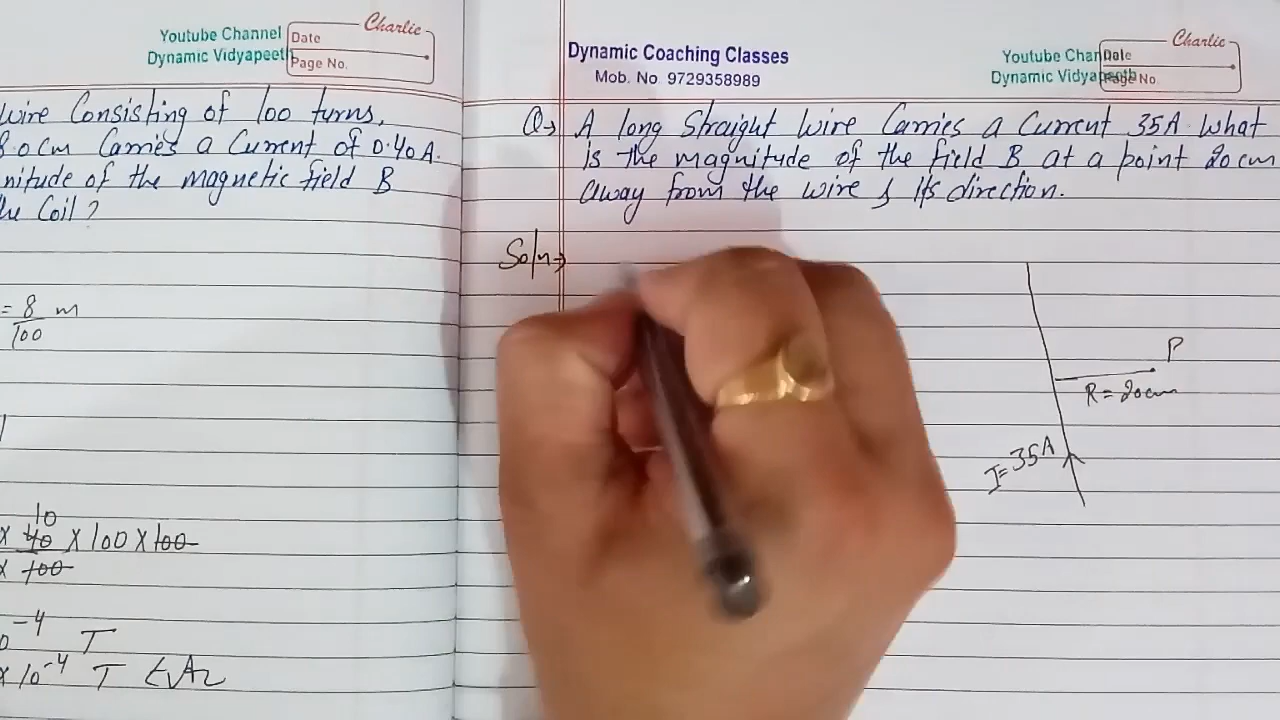 Youtube Channel
Dynamic Vidyapeeth
Charlie
Date
Page No.
wire Consisting of 100 turns,
8.0cm Carries a Current of 0.40A.
nitude of the magnetic field B
the Coil?
= 8 m
100
10
x 40 x 100 x 100
x 100
-4 T
x 10-4 T
Dynamic Coaching Classes
Mob. No 9729358989
Youtube Channel
Dynamic Vidyapeeth
Charlie
Date
Page No.
Q→ A long Straight wire Carries a Current 35A. What
is the magnitude of the field B at a point 20cm
away from the wire & its direction.
Soln→
P
R = 20cm
I = 35A